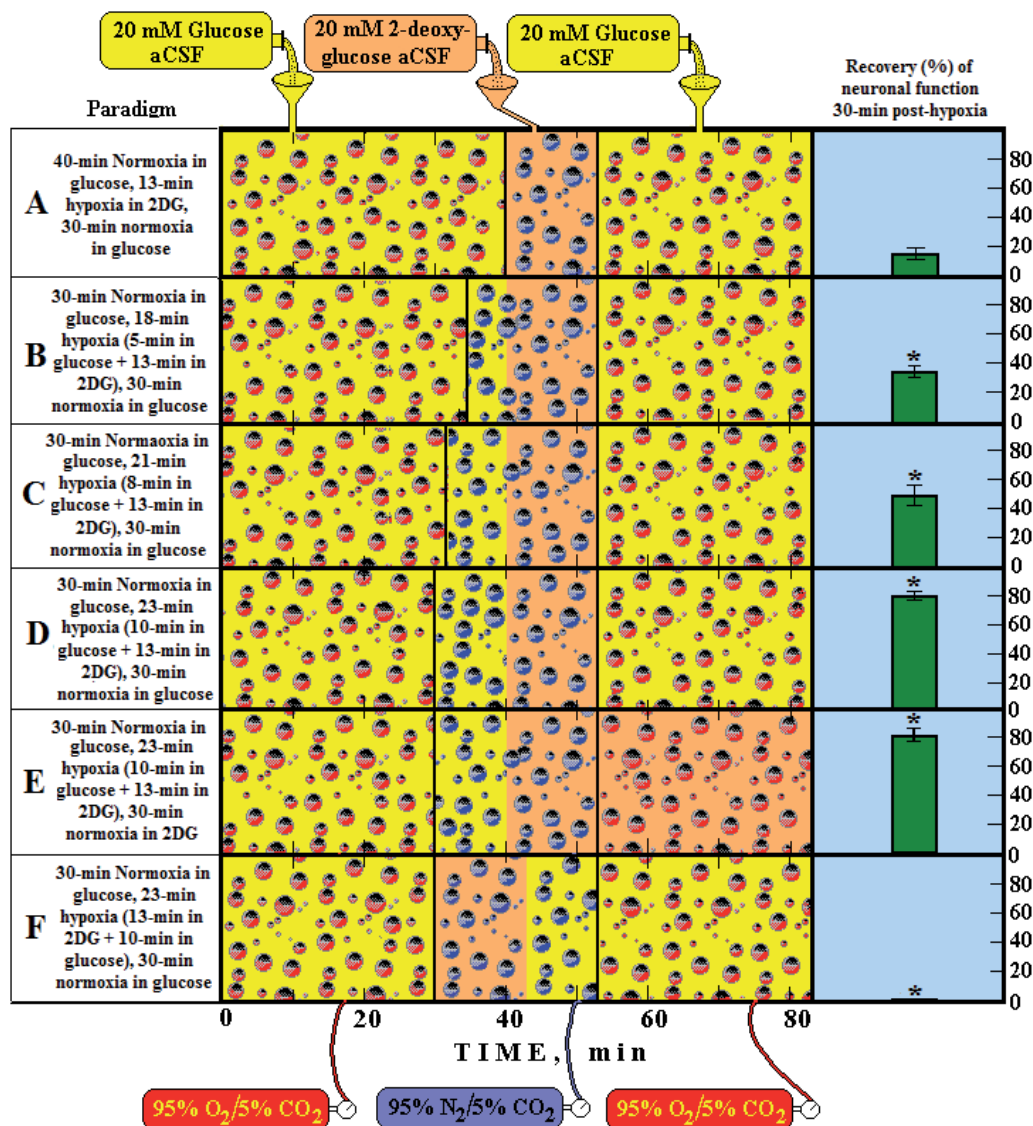 20 mM Glucose
aCSF
20 mM 2-deoxy-
glucose aCSF
20 mM Glucose
aCSF
Recovery (%) of
neuronal function
30-min post-hypoxia
Paradigm
A
40-min Normoxia in
glucose, 13-min
hypoxia in 2DG,
30-min normoxia
in glucose
80
60
40
20
0
B
30-min Normoxia in
glucose, 18-min
hypoxia (5-min in
glucose + 13-min in
2DG), 30-min
normoxia in glucose
*
80
60
40
20
0
C
30-min Normaoxia in
glucose, 21-min
hypoxia (8-min in
glucose + 13-min in
2DG), 30-min
normoxia in glucose
*
80
60
40
20
0
D
30-min Normoxia in
glucose, 23-min
hypoxia (10-min in
glucose + 13-min in
2DG), 30-min
normoxia in glucose
*
80
60
40
20
0
E
30-min Normoxia in
glucose, 23-min
hypoxia (10-min in
glucose + 13-min in
2DG), 30-min
normoxia in 2DG
*
80
60
40
20
0
F
30-min Normoxia in
glucose, 23-min
hypoxia (13-min in
2DG + 10-min in
glucose), 30-min
normoxia in glucose
*
80
60
40
20
0
0 20 40 60 80
TIME, min
95% O₂/5% CO₂
95% N₂/5% CO₂
95% O₂/5% CO₂